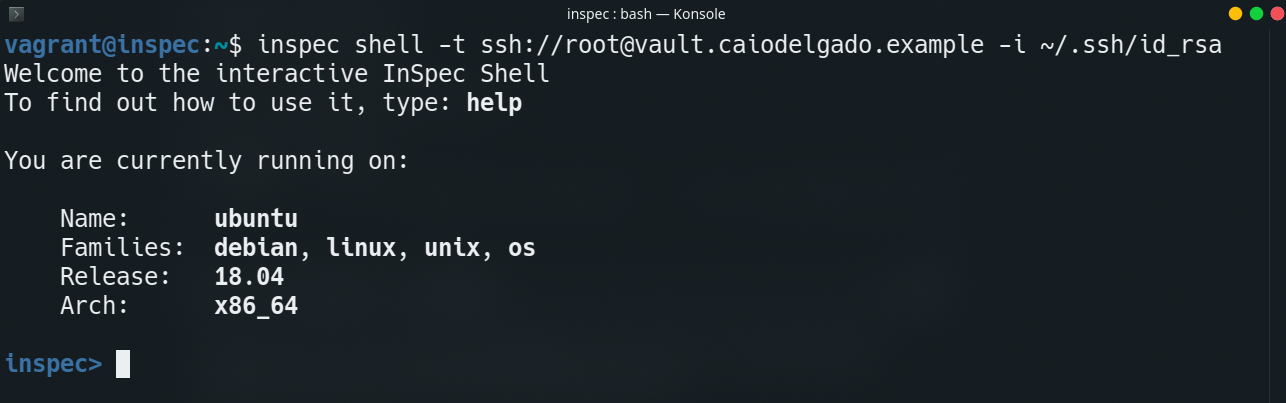 inspec : bash — Konsole
vagrant@inspec:~$ inspec shell -t ssh://root@vault.caiodelgado.example -i ~/.ssh/id_rsa
Welcome to the interactive InSpec Shell
To find out how to use it, type: help
You are currently running on:
Name: ubuntu
Families: debian, linux, unix, os
Release: 18.04
Arch: x86_64
inspec>